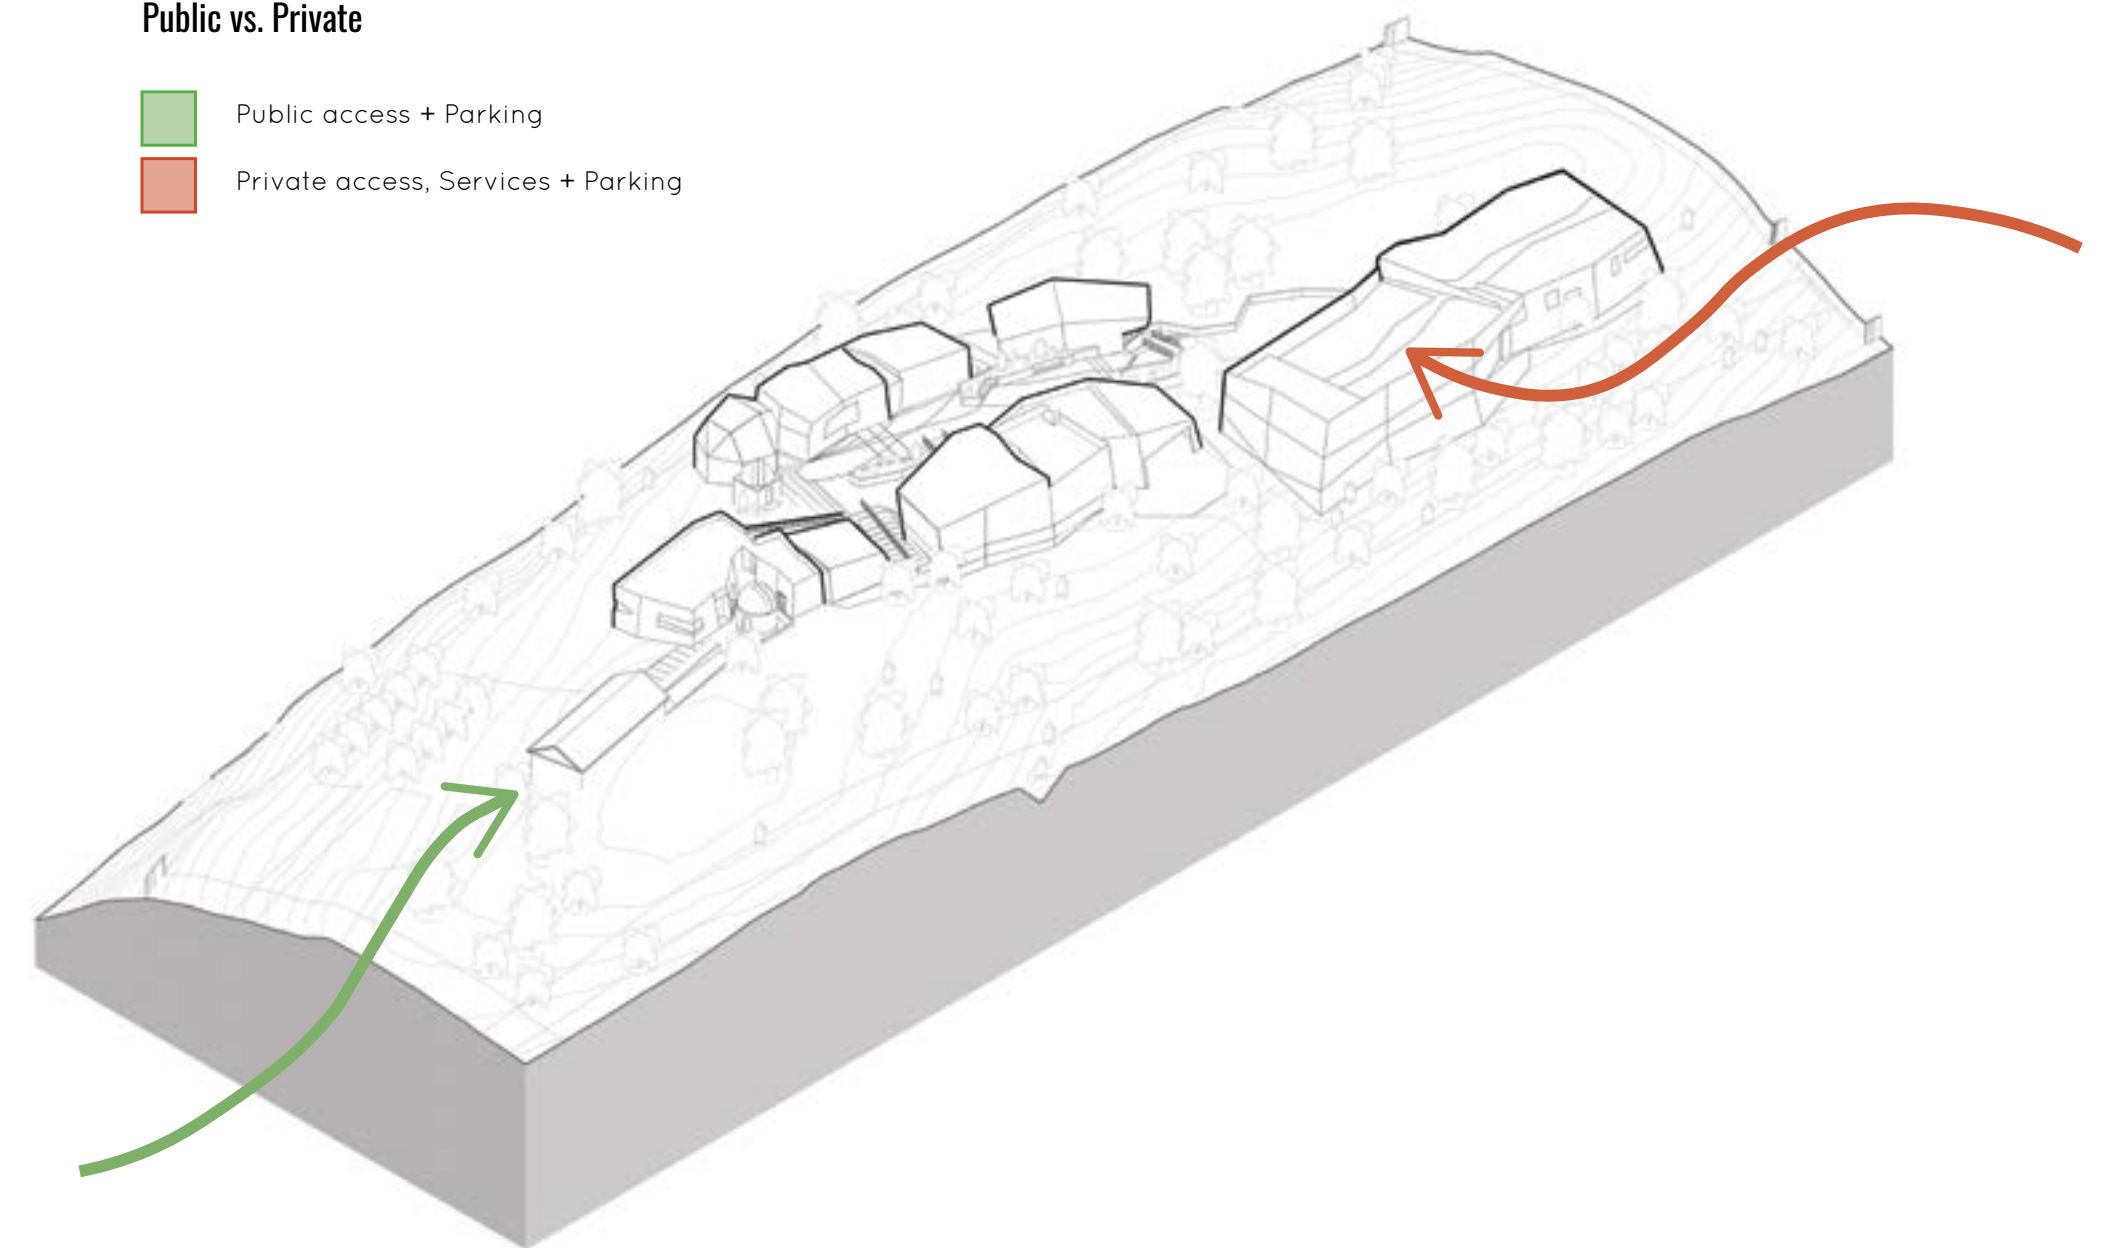 Public vs. Private
Public access + Parking
Private access, Services + Parking